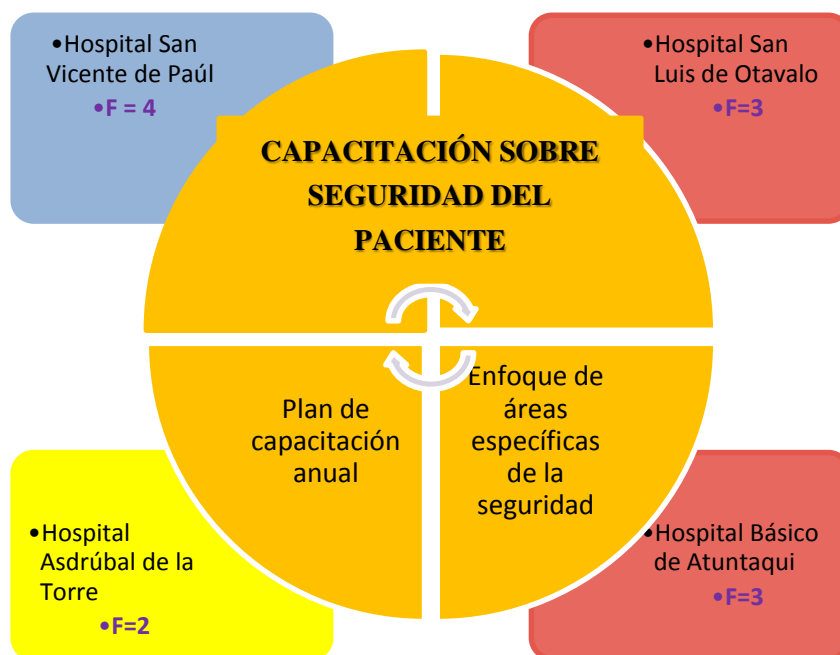 •Hospital San
Vicente de Paúl
•F = 4
•Hospital San
Luis de Otavalo
•F=3
CAPACITACIÓN SOBRE
SEGURIDAD DEL
PACIENTE
Plan de
capacitación
anual
Enfoque de
áreas
específicas
de la
seguridad
•Hospital
Asdrúbal de la
Torre
•F=2
•Hospital Básico
de Atuntaqui
•F=3